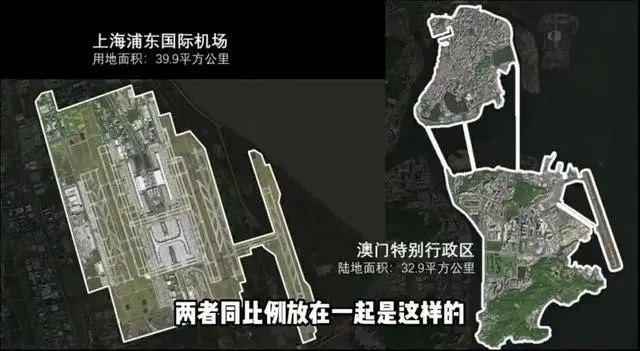 上海浦东国际机场
用地面积：39.9平方公里
澳门特别行政区
陆地面积：32.9平方公里
两者同比例放在一起是这样的